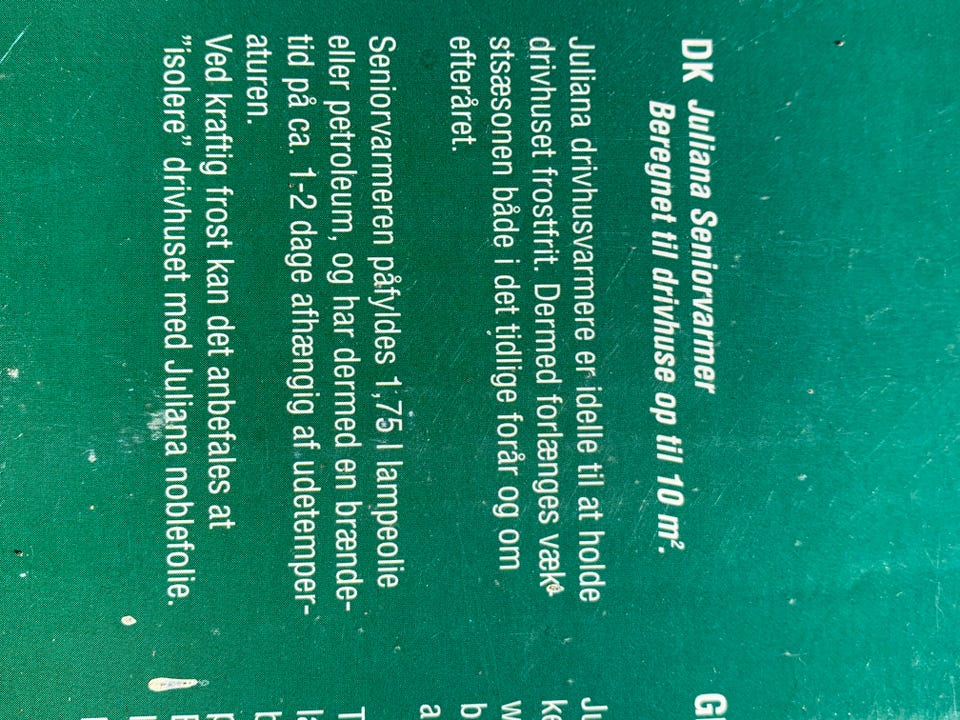 DK Juliana Seniorvarmer
Beregnet til drivhuse op til 10 m².
Juliana drivhusvarmere er idelle til at holde
drivhuset frostfrit. Dermed forlænges væk-
stsæsonen både i det tidlige forår og om
efteråret.
Seniorvarmeren påfyldes 1,75 l lampeolie
eller petroleum, og har dermed en brænde-
tid på ca. 1-2 dage afhængig af udetemper-
aturen.
Ved kraftig frost kan det anbefales at
”isolere” drivhuset med Juliana noblefolie.